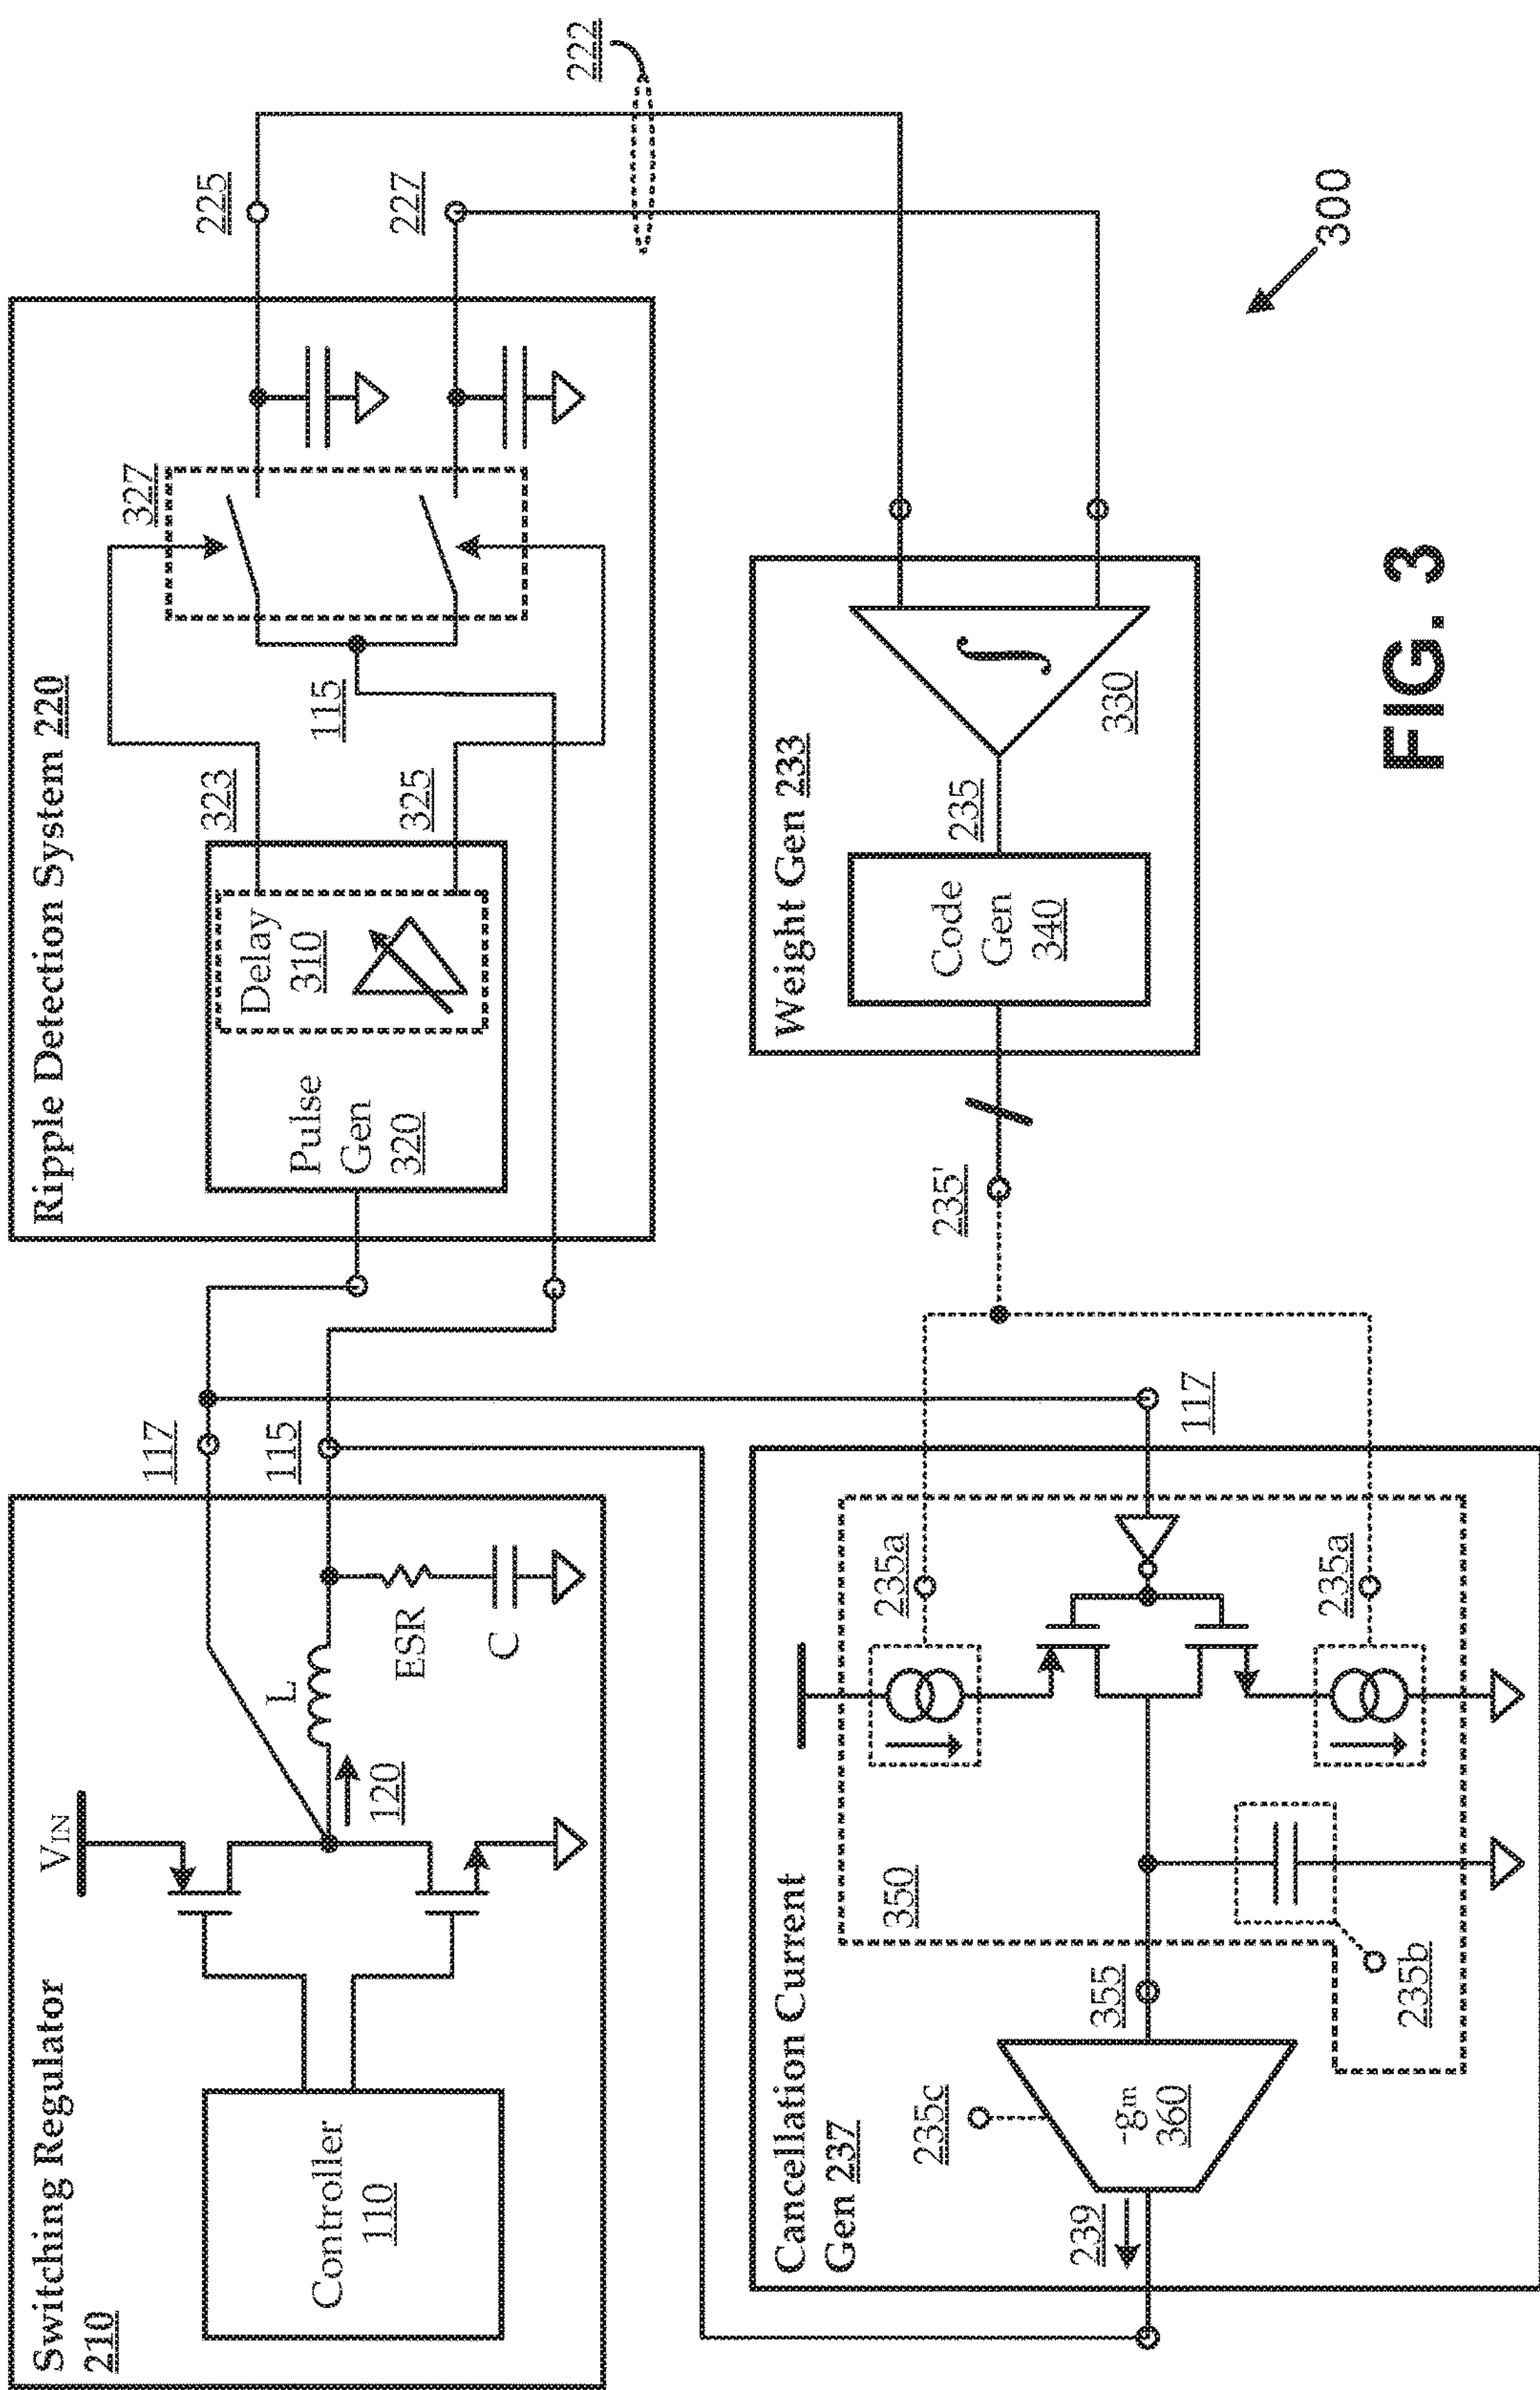 Switching Regulator
210
VIN
117
Controller
110
L
120
115
ESR
C
Ripple Detection System 220
Pulse
Gen
320
Delay
310
323
325
115
327
225
227
222
Cancellation Current
Gen 237
239
235c
-gm
360
355
350
235b
235a
235a
117
235'
Weight Gen 233
Code
Gen
340
235
∫
330
300
FIG. 3